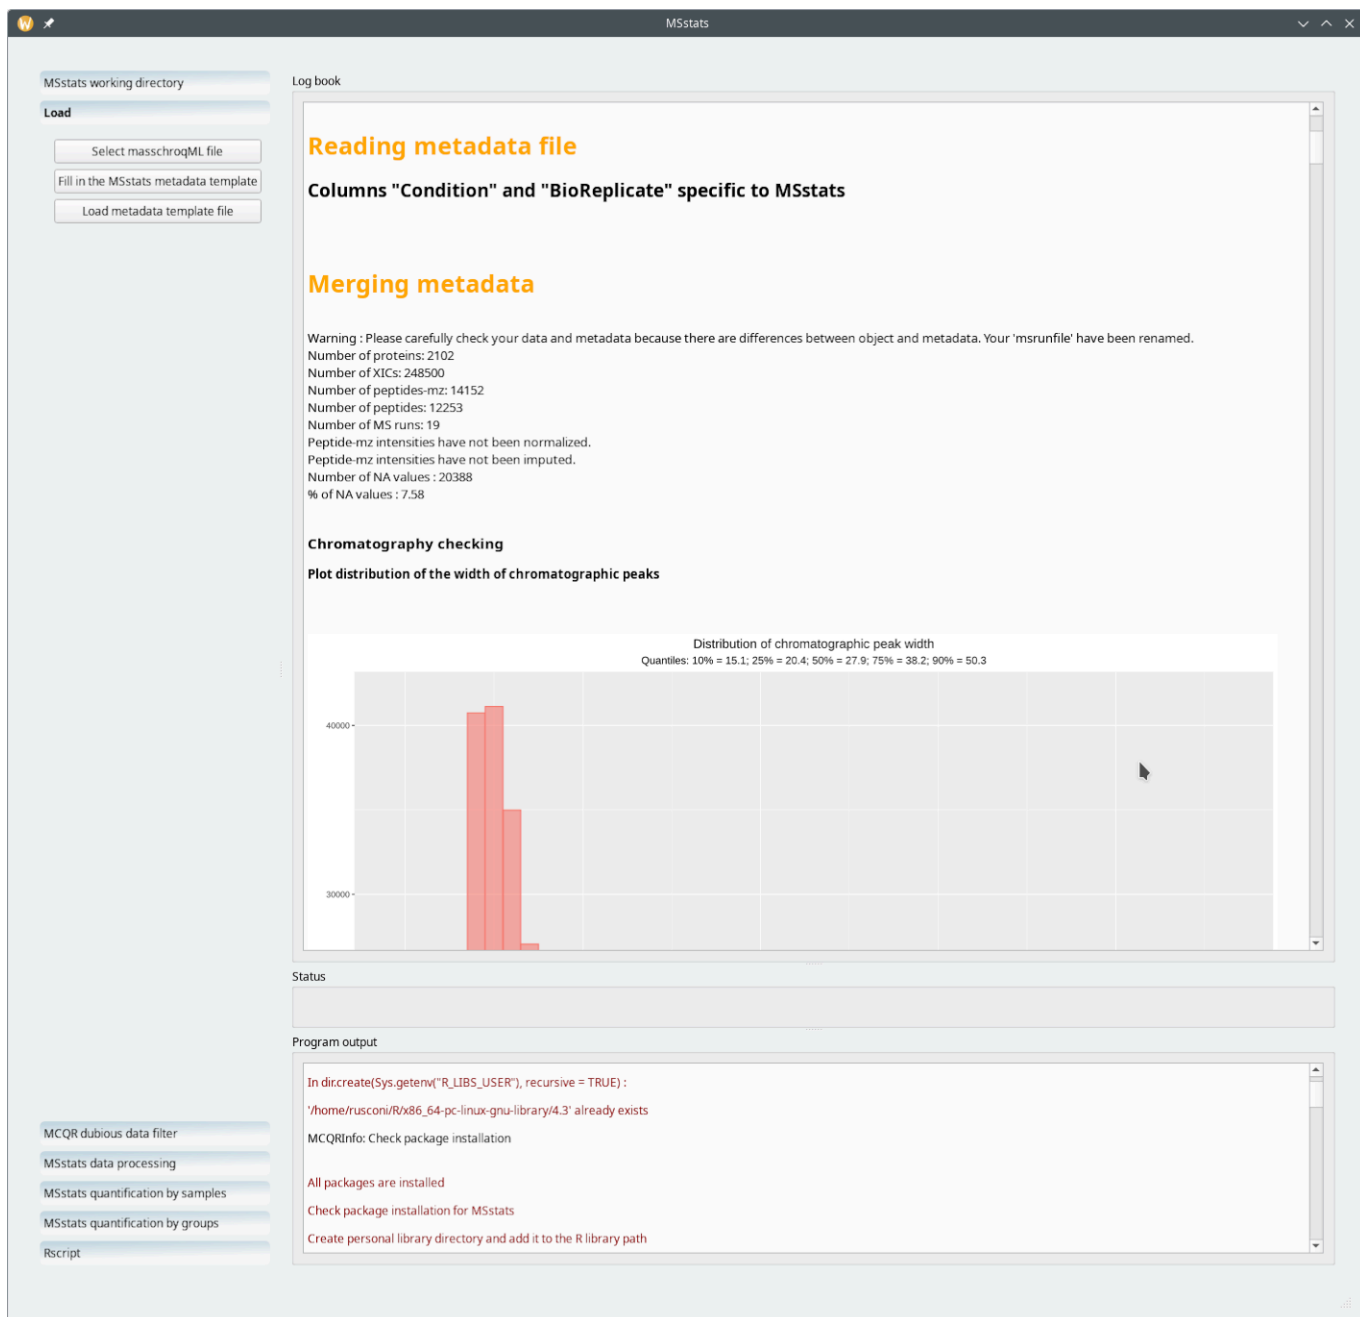 MSstats
MSstats working directory
Load
Select masschroqML file
Fill in the MSstats metadata template
Load metadata template file
Log book
Reading metadata file
Columns "Condition" and "BioReplicate" specific to MSstats
Merging metadata
Warning : Please carefully check your data and metadata because there are differences between object and metadata. Your 'msrunfile' have been renamed.
Number of proteins: 2102
Number of XICs: 248500
Number of peptides-mz: 14152
Number of peptides: 12253
Number of MS runs: 19
Peptide-mz intensities have not been normalized.
Peptide-mz intensities have not been imputed.
Number of NA values : 20388
% of NA values : 7.58
Chromatography checking
Plot distribution of the width of chromatographic peaks
Distribution of chromatographic peak width
Quantiles: 10% = 15.1; 25% = 20.4; 50% = 27.9; 75% = 38.2; 90% = 50.3
40000
30000
Status
Program output
In dir.create(Sys.getenv("R_LIBS_USER"), recursive = TRUE) :
'/home/rusconi/R/x86_64-pc-linux-gnu-library/4.3' already exists
MCQRInfo: Check package installation
All packages are installed
Check package installation for MSstats
Create personal library directory and add it to the R library path
MCQR dubious data filter
MSstats data processing
MSstats quantification by samples
MSstats quantification by groups
Rscript